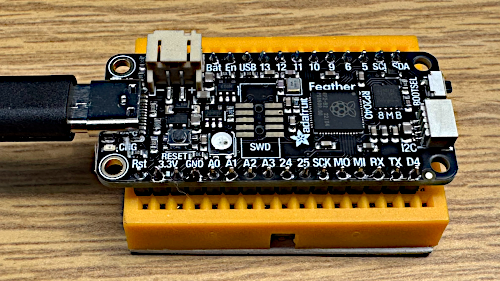 Bat En USB 13 12 11 10 9 6 5 SCL SDA
Feather
RP2040
8MB
BOOTSEL
adafruit
I2C
CHG
RESET
SWD
Rst 3.3V GND A0 A1 A2 A3 24 25 SCK MO MI RX TX D4